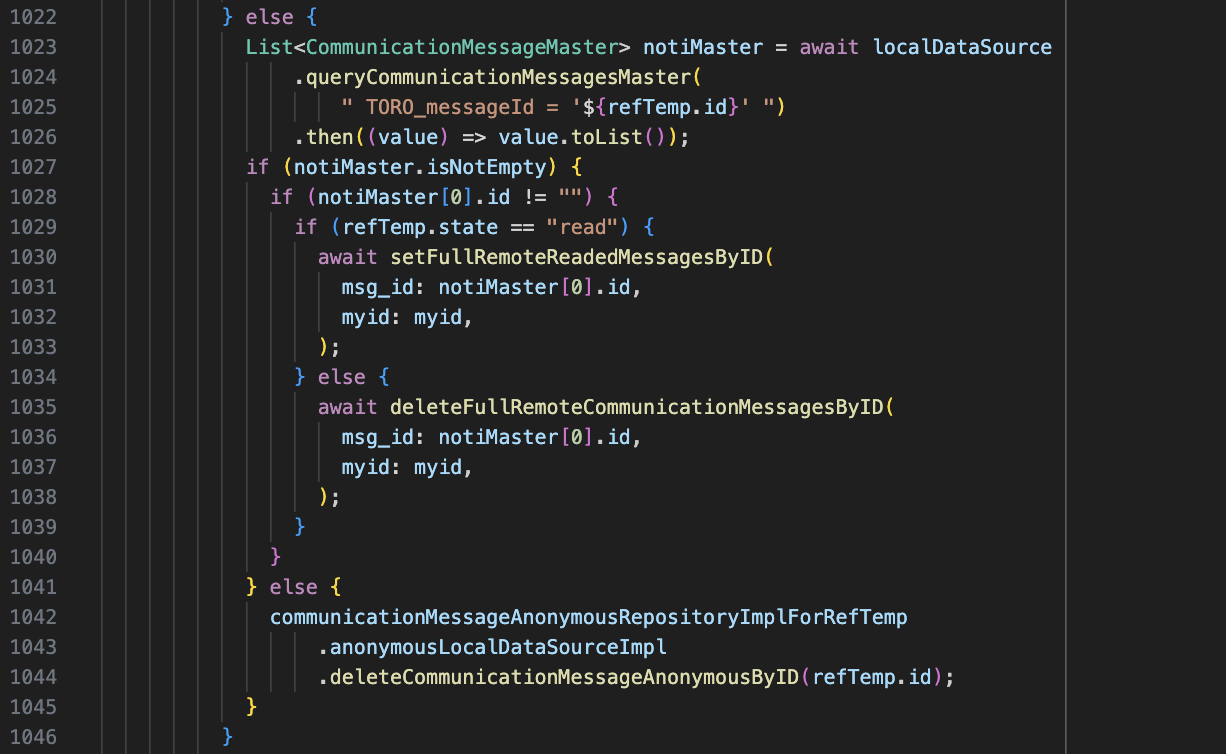 1022 } else {
1023 List<CommunicationMessageMaster> notiMaster = await localDataSource
1024 .queryCommunicationMessagesMaster(
1025 " TORO_messageId = '${refTemp.id}' ")
1026 .then((value) => value.toList());
1027 if (notiMaster.isNotEmpty) {
1028 if (notiMaster[0].id != "") {
1029 if (refTemp.state == "read") {
1030 await setFullRemoteReadedMessagesByID(
1031 msg_id: notiMaster[0].id,
1032 myid: myid,
1033 );
1034 } else {
1035 await deleteFullRemoteCommunicationMessagesByID(
1036 msg_id: notiMaster[0].id,
1037 myid: myid,
1038 );
1039 }
1040 }
1041 } else {
1042 communicationMessageAnonymousRepositoryImplForRefTemp
1043 .anonymousLocalDataSourceImpl
1044 .deleteCommunicationMessageAnonymousByID(refTemp.id);
1045 }
1046 }